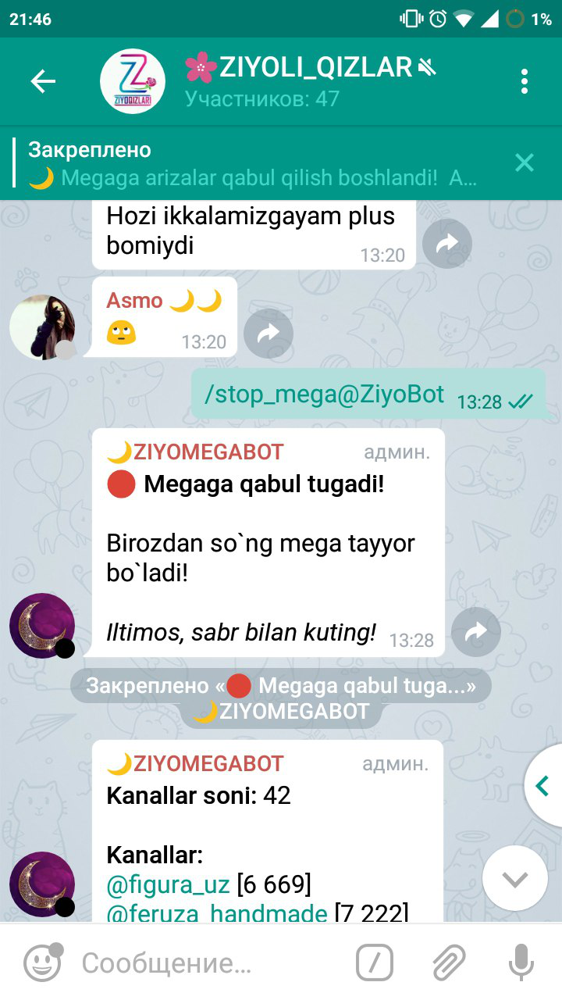 21:46
1%
ZIYOQIZLARI
🌸ZIYOLI_QIZLAR
Участников: 47
Закреплено
🌙 Megaga arizalar qabul qilish boshlandi! A...
Hozi ikkalamizgayam plus
bomiydi
13:20
Asmo 🌙🌙
🙄 13:20
/stop_mega@ZiyoBot 13:28
🌙ZIYOMEGABOT админ.
🔴 Megaga qabul tugadi!
Birozdan so`ng mega tayyor
bo`ladi!
Iltimos, sabr bilan kuting! 13:28
Закреплено «🔴 Megaga qabul tuga...»
🌙ZIYOMEGABOT
🌙ZIYOMEGABOT админ.
Kanallar soni: 42
Kanallar:
@figura_uz [6 669]
@feruza_handmade [7 222]
Сообщение...